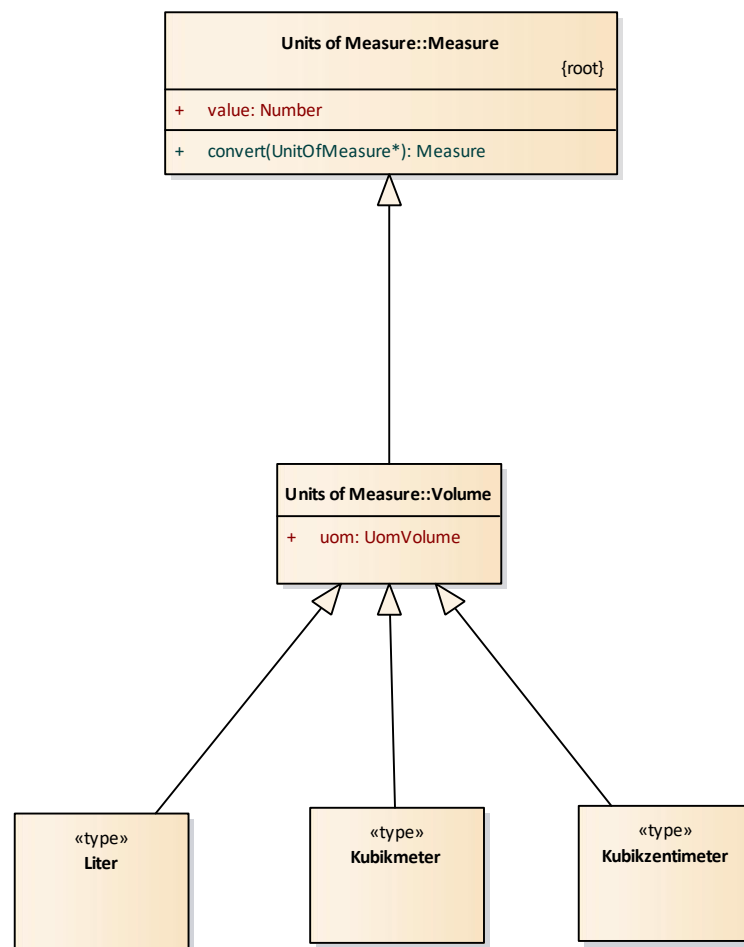 Units of Measure::Measure
{root}
+ value: Number
+ convert(UnitOfMeasure*): Measure
Units of Measure::Volume
+ uom: UomVolume
«type»
Liter
«type»
Kubikmeter
«type»
Kubikzentimeter